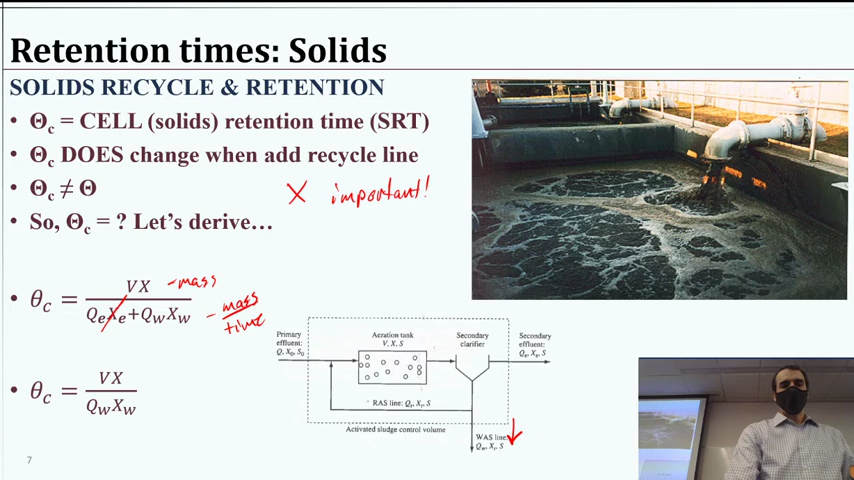 Retention times: Solids
SOLIDS RECYCLE & RETENTION
• Θc = CELL (solids) retention time (SRT)
• Θc DOES change when add recycle line
• Θc ≠ Θ
X important!
• So, Θc = ? Let's derive…
• θc = VX / QeXe+QwXw
- mass
- mass / time
• θc = VX / QwXw
Primary
effluent:
Q, X0, S0
Aeration tank
V, X, S
Secondary
clarifier
Secondary
effluent:
Qe, Xe, S
RAS line: Qr, Xr, S
Activated sludge control volume
WAS line:
Qw, Xr, S
7